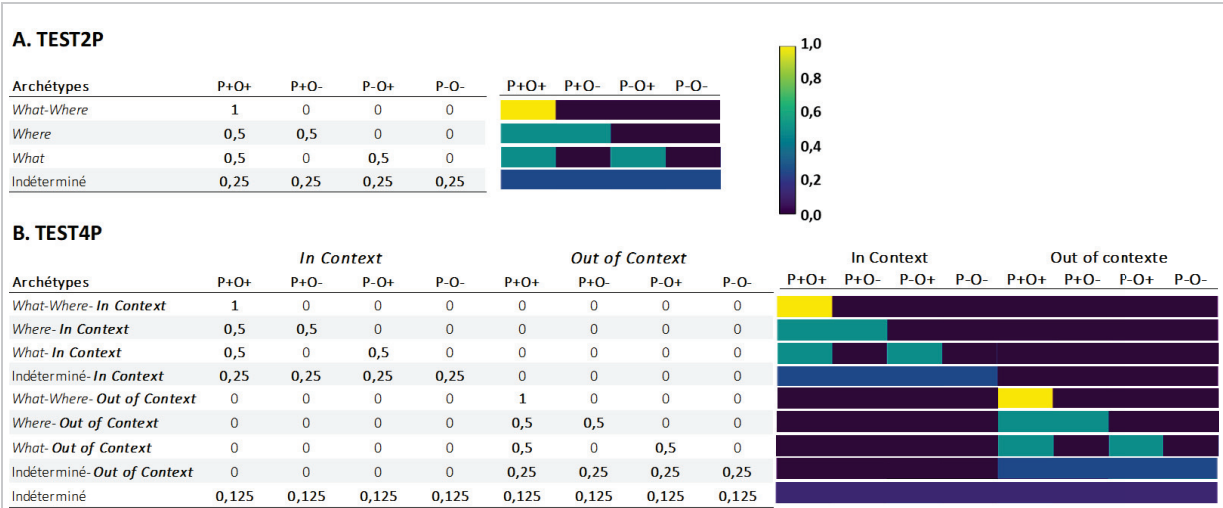 A. TEST2P
Archétypes P+O+ P+O- P-O+ P-O-
What-Where 1 0 0 0
Where 0,5 0,5 0 0
What 0,5 0 0,5 0
Indéterminé 0,25 0,25 0,25 0,25
P+O+ P+O- P-O+ P-O-
1,0
0,8
0,6
0,4
0,2
0,0
B. TEST4P
In Context Out of Context
Archétypes P+O+ P+O- P-O+ P-O- P+O+ P+O- P-O+ P-O-
What-Where- In Context 1 0 0 0 0 0 0 0
Where- In Context 0,5 0,5 0 0 0 0 0 0
What- In Context 0,5 0 0,5 0 0 0 0 0
Indéterminé- In Context 0,25 0,25 0,25 0,25 0 0 0 0
What-Where- Out of Context 0 0 0 0 1 0 0 0
Where- Out of Context 0 0 0 0 0,5 0,5 0 0
What- Out of Context 0 0 0 0 0,5 0 0,5 0
Indéterminé- Out of Context 0 0 0 0 0,25 0,25 0,25 0,25
Indéterminé 0,125 0,125 0,125 0,125 0,125 0,125 0,125 0,125
In Context Out of contexte
P+O+ P+O- P-O+ P-O- P+O+ P+O- P-O+ P-O-